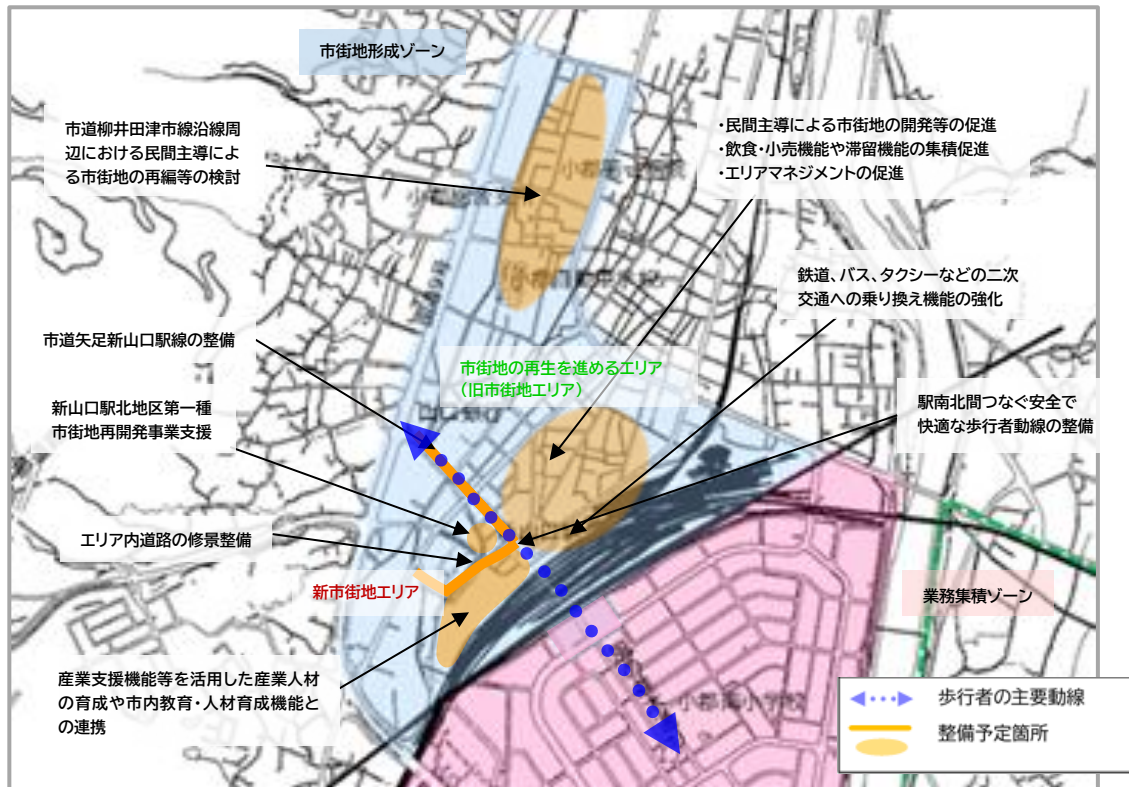 市街地形成ゾーン
市道柳井田津市線沿線周
辺における民間主導によ
る市街地の再編等の検討
・民間主導による市街地の開発等の促進
・飲食・小売機能や滞留機能の集積促進
・エリアマネジメントの促進
鉄道、バス、タクシーなどの二次
交通への乗り換え機能の強化
市道矢足新山口駅線の整備
市街地の再生を進めるエリア
（旧市街地エリア）
新山口駅北地区第一種
市街地再開発事業支援
駅南北間つなぐ安全で
快適な歩行者動線の整備
エリア内道路の修景整備
新市街地エリア
業務集積ゾーン
産業支援機能等を活用した産業人材
の育成や市内教育・人材育成機能と
の連携
小郡南小学校
歩行者の主要動線
整備予定箇所